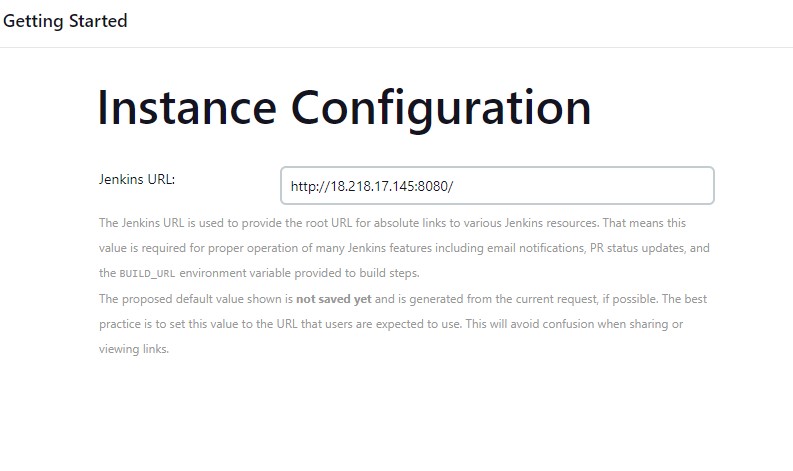 Getting Started
Instance Configuration
Jenkins URL:
http://18.218.17.145:8080/
The Jenkins URL is used to provide the root URL for absolute links to various Jenkins resources. That means this
value is required for proper operation of many Jenkins features including email notifications, PR status updates, and
the BUILD_URL environment variable provided to build steps.
The proposed default value shown is not saved yet and is generated from the current request, if possible. The best
practice is to set this value to the URL that users are expected to use. This will avoid confusion when sharing or
viewing links.